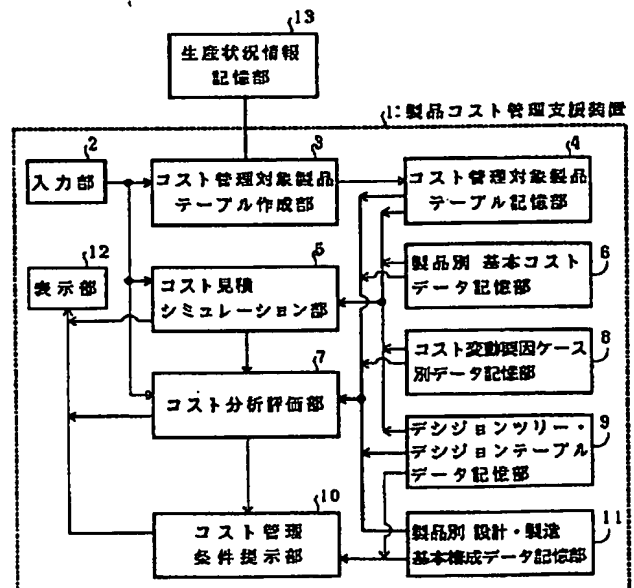 13
生産状況情報
記憶部
1:製品コスト管理支援装置
2
入力部
3
コスト管理対象製品
テーブル作成部
4
コスト管理対象製品
テーブル記憶部
12
表示部
5
コスト見積
シミュレーション部
6
製品別 基本コスト
データ記憶部
7
コスト分析評価部
8
コスト変動要因ケース
別データ記憶部
9
デシジョンツリー・
デシジョンテーブル
データ記憶部
10
コスト管理
条件提示部
11
製品別 設計・製造
基本構成データ記憶部